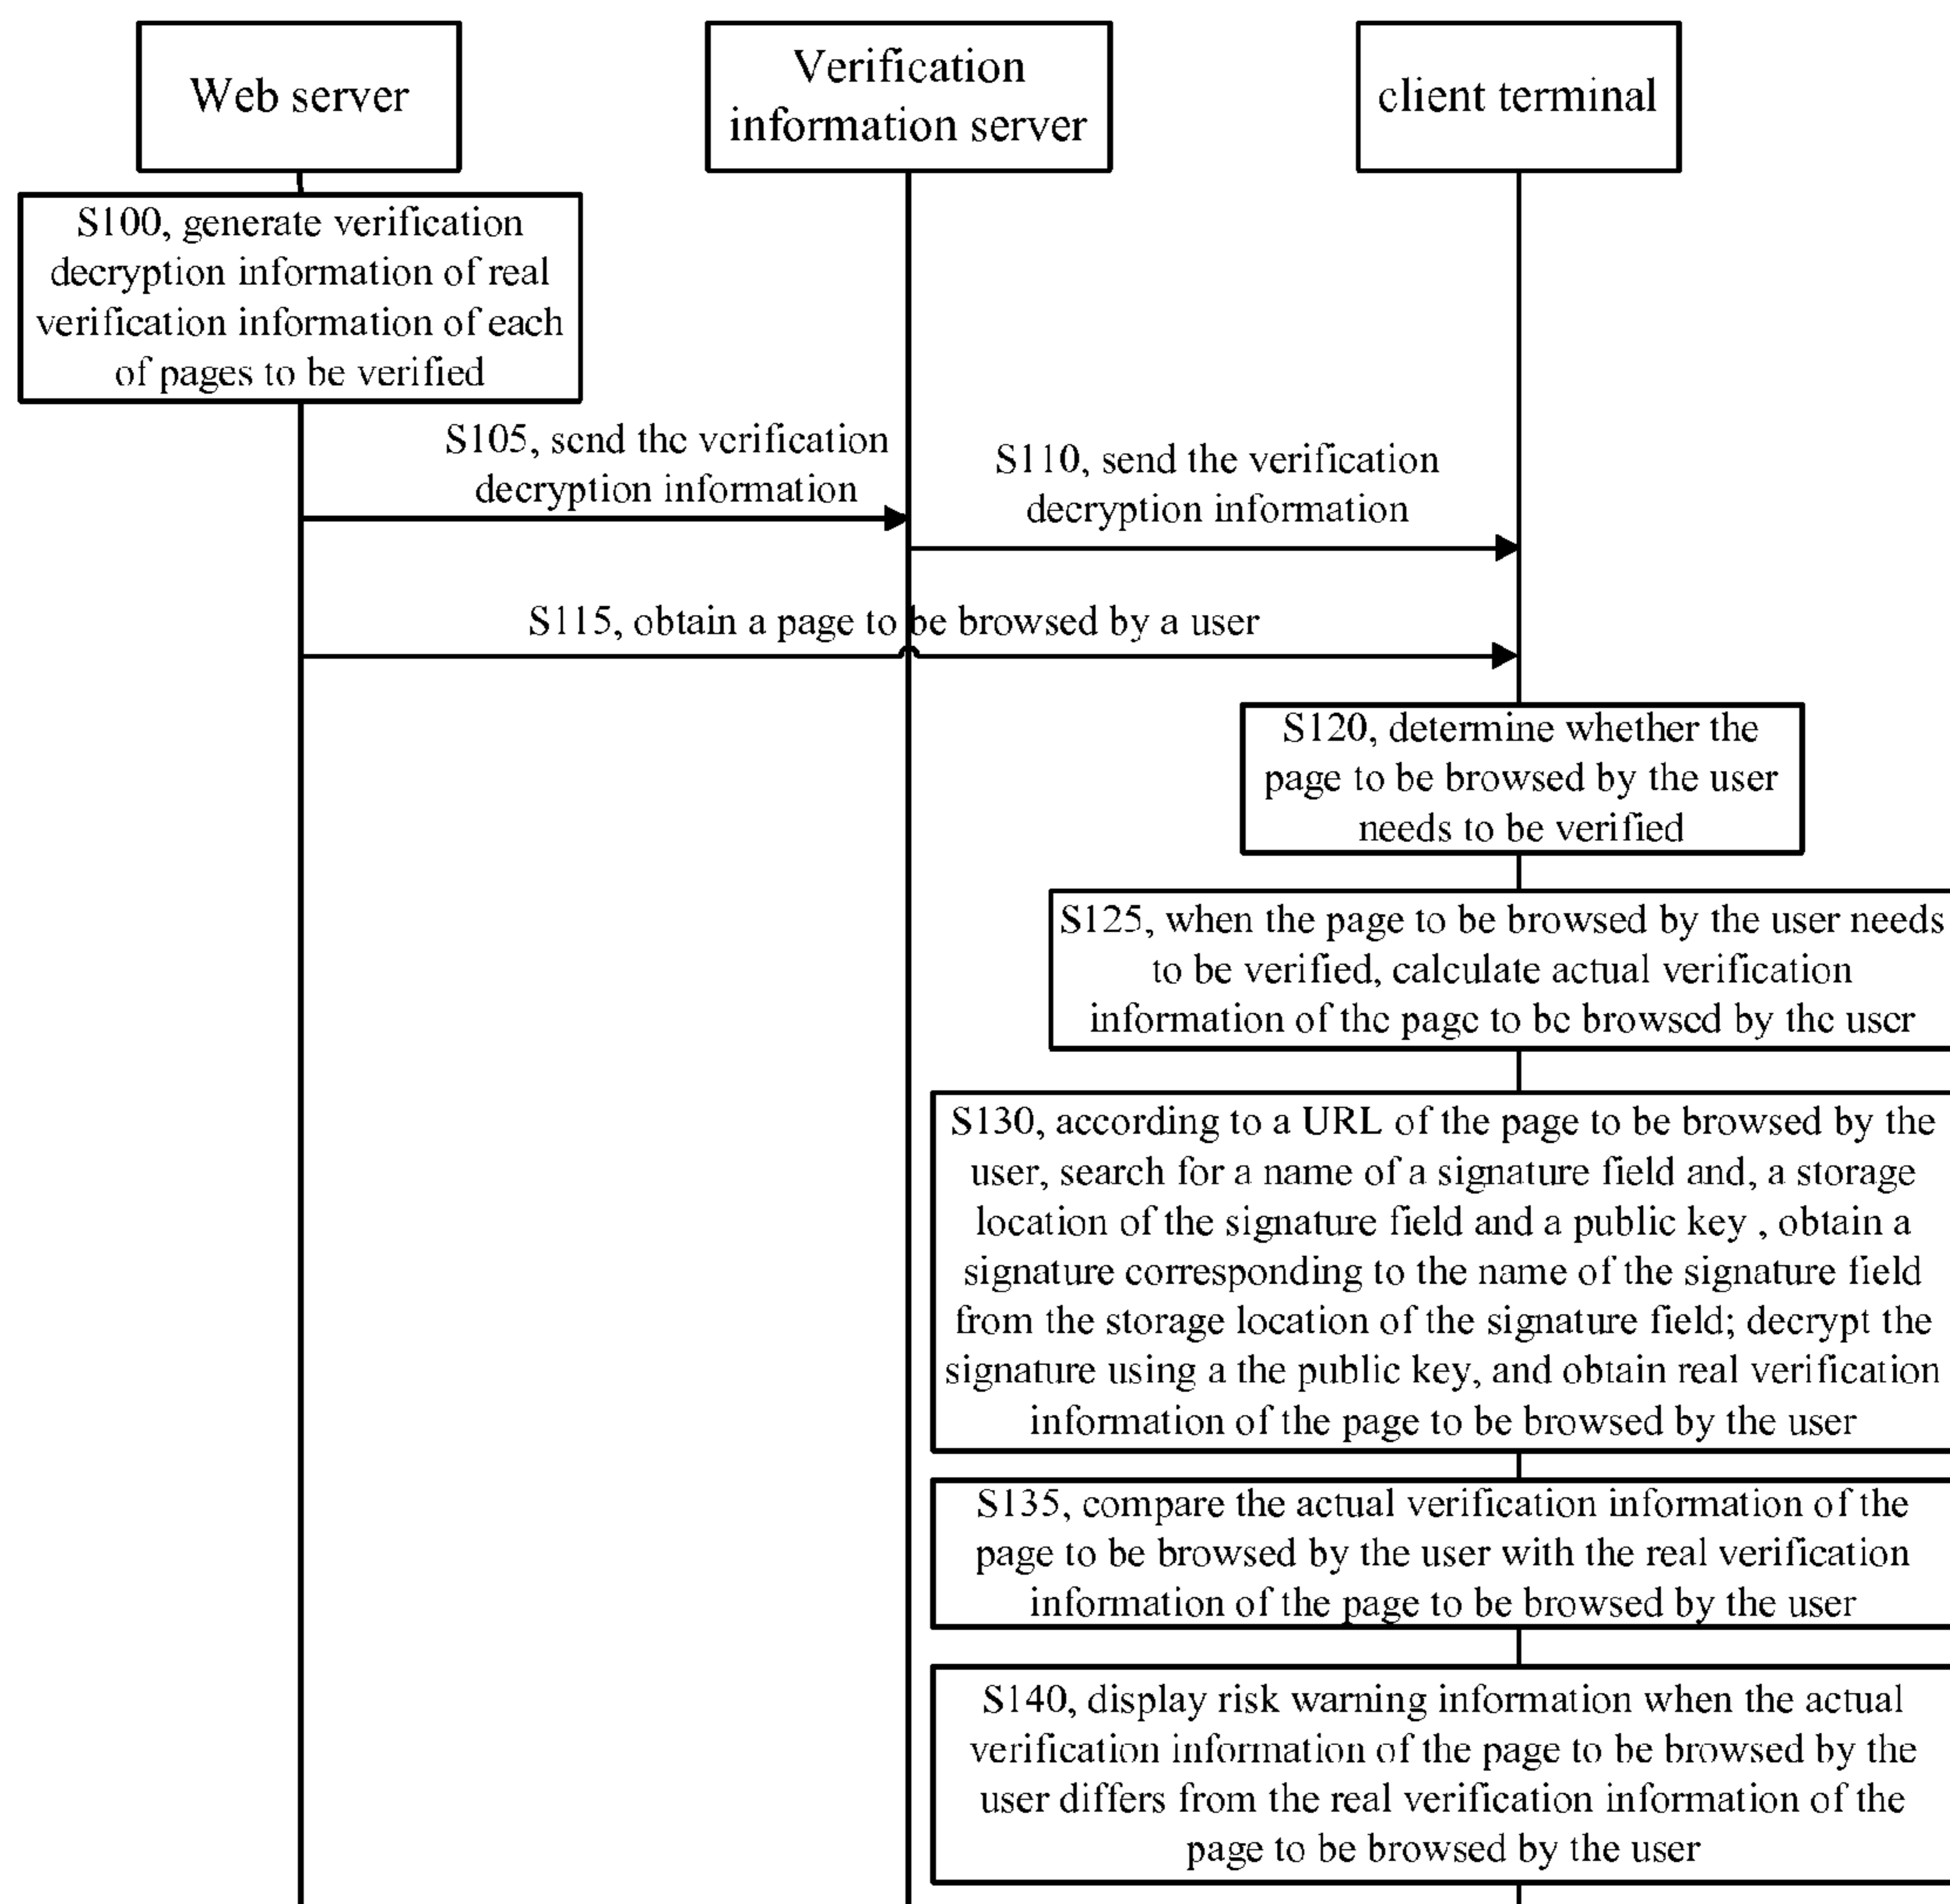 Web server
Verification
information server
client terminal
S100, generate verification
decryption information of real
verification information of each
of pages to be verified
S105, send the verification
decryption information
S110, send the verification
decryption information
S115, obtain a page to be browsed by a user
S120, determine whether the
page to be browsed by the user
needs to be verified
S125, when the page to be browsed by the user needs
to be verified, calculate actual verification
information of the page to be browsed by the user
S130, according to a URL of the page to be browsed by the
user, search for a name of a signature field and, a storage
location of the signature field and a public key , obtain a
signature corresponding to the name of the signature field
from the storage location of the signature field; decrypt the
signature using a the public key, and obtain real verification
information of the page to be browsed by the user
S135, compare the actual verification information of the
page to be browsed by the user with the real verification
information of the page to be browsed by the user
S140, display risk warning information when the actual
verification information of the page to be browsed by the
user differs from the real verification information of the
page to be browsed by the user